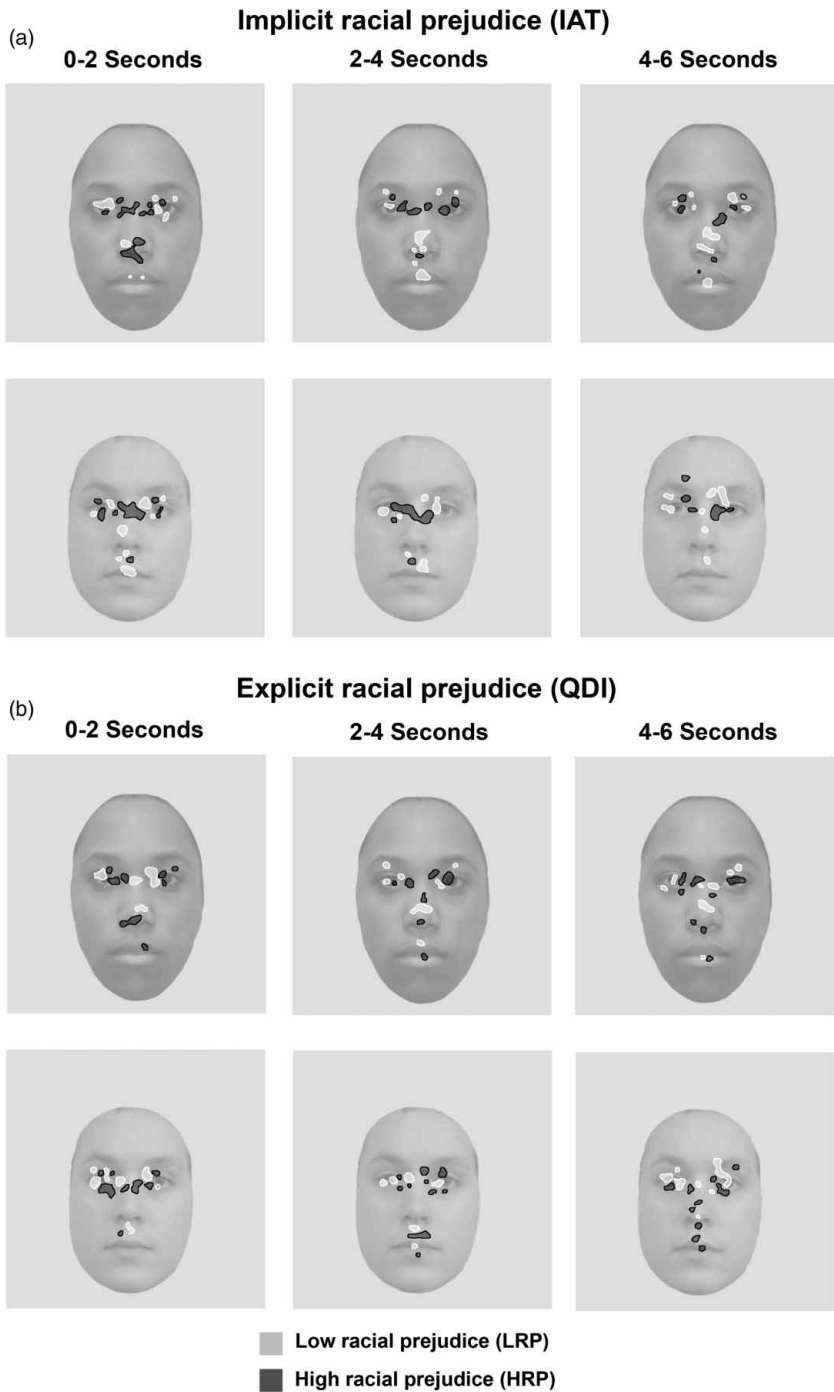 Implicit racial prejudice (IAT)
(a)
0-2 Seconds
2-4 Seconds
4-6 Seconds
Explicit racial prejudice (QDI)
(b)
0-2 Seconds
2-4 Seconds
4-6 Seconds
Low racial prejudice (LRP)
High racial prejudice (HRP)